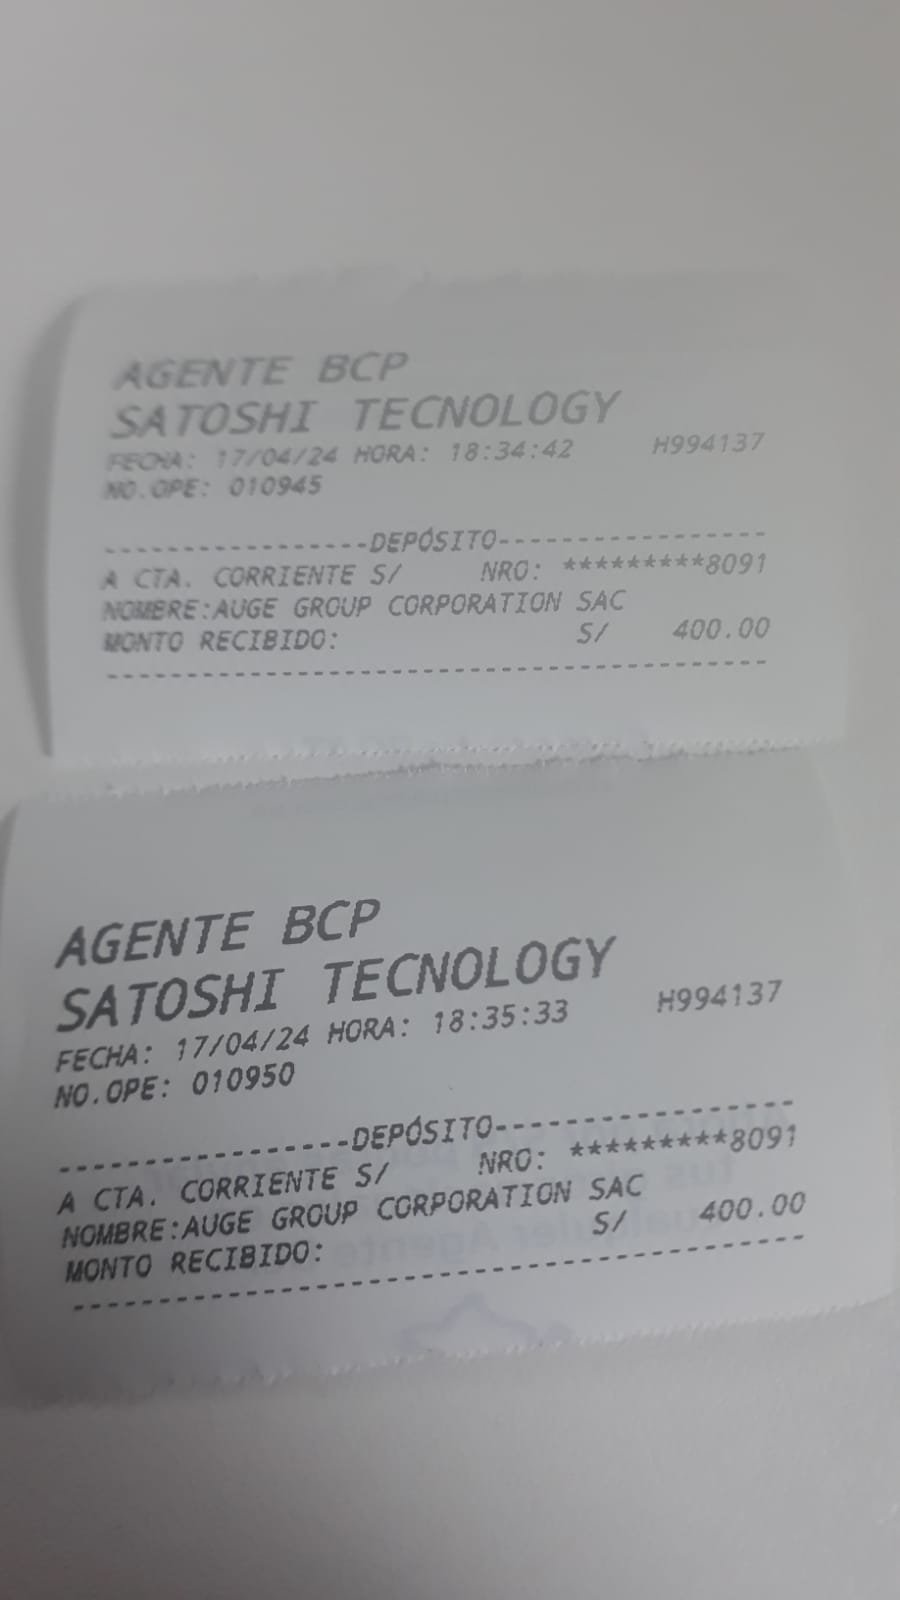 AGENTE BCP
SATOSHI TECNOLOGY
FECHA: 17/04/24 HORA: 18:34:42 H994137
NO.OPE: 010945
------------------DEPÓSITO------------------
A CTA. CORRIENTE S/ NRO: *********8091
NOMBRE:AUGE GROUP CORPORATION SAC
MONTO RECIBIDO: S/ 400.00
--------------------------------------------
AGENTE BCP
SATOSHI TECNOLOGY
FECHA: 17/04/24 HORA: 18:35:33 H994137
NO.OPE: 010950
------------------DEPÓSITO------------------
A CTA. CORRIENTE S/ NRO: *********8091
NOMBRE:AUGE GROUP CORPORATION SAC
MONTO RECIBIDO: S/ 400.00
--------------------------------------------